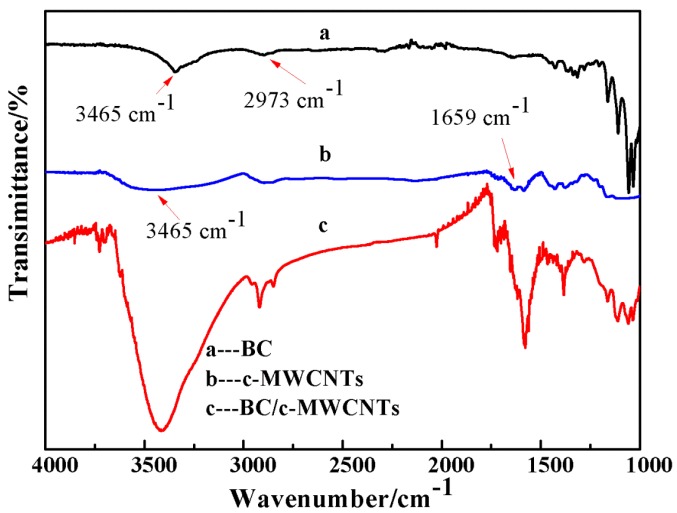 a
3465 cm-1
2973 cm-1
1659 cm-1
b
3465 cm-1
c
a---BC
b---c-MWCNTs
c---BC/c-MWCNTs
Transimittance/%
4000 3500 3000 2500 2000 1500 1000
Wavenumber/cm-1